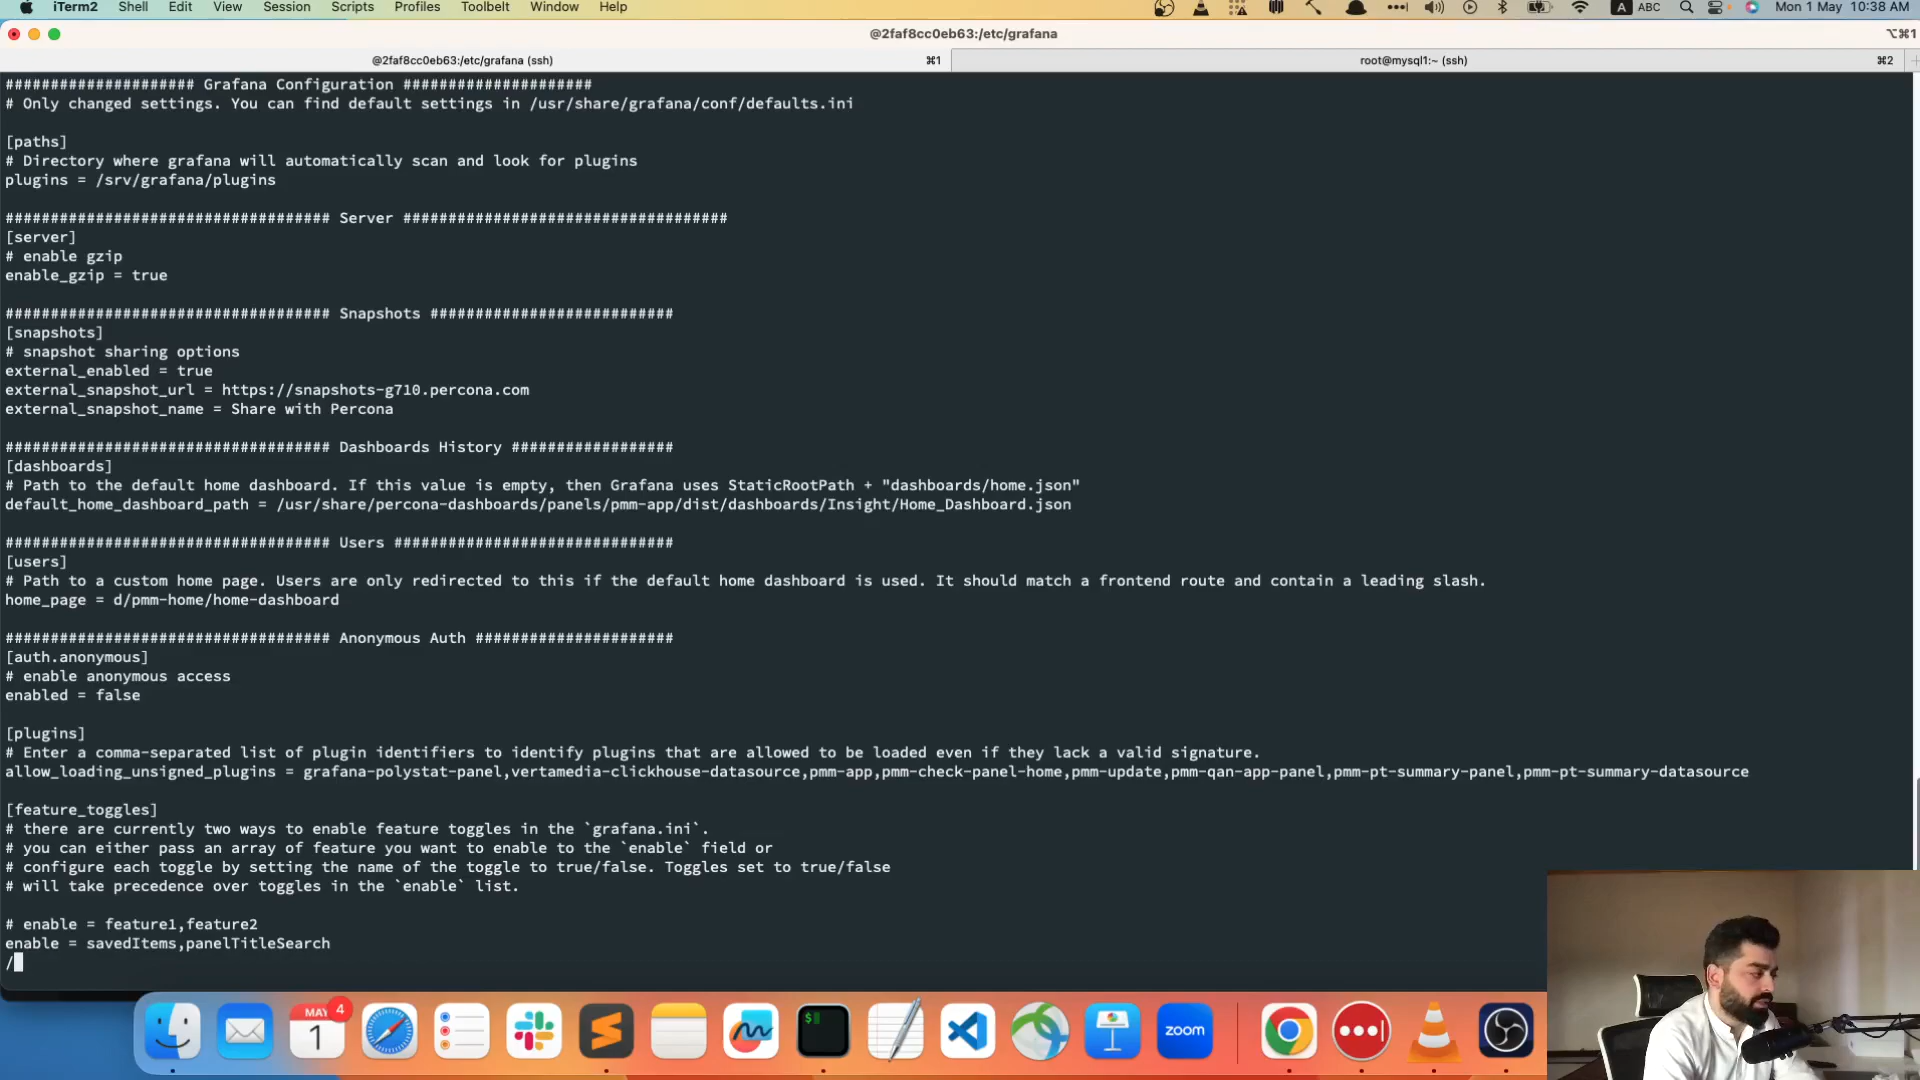 iTerm2 Shell Edit View Session Scripts Profiles Toolbelt Window Help
ABC Mon 1 May 10:38 AM
@2faf8cc0eb63:/etc/grafana
⌥⌘1
@2faf8cc0eb63:/etc/grafana (ssh) ⌘1 root@mysql1:~ (ssh) ⌘2
##################### Grafana Configuration #####################
# Only changed settings. You can find default settings in /usr/share/grafana/conf/defaults.ini
[paths]
# Directory where grafana will automatically scan and look for plugins
plugins = /srv/grafana/plugins
#################################### Server ####################################
[server]
# enable gzip
enable_gzip = true
#################################### Snapshots ###########################
[snapshots]
# snapshot sharing options
external_enabled = true
external_snapshot_url = https://snapshots-g710.percona.com
external_snapshot_name = Share with Percona
#################################### Dashboards History ##################
[dashboards]
# Path to the default home dashboard. If this value is empty, then Grafana uses StaticRootPath + "dashboards/home.json"
default_home_dashboard_path = /usr/share/percona-dashboards/panels/pmm-app/dist/dashboards/Insight/Home_Dashboard.json
#################################### Users ###############################
[users]
# Path to a custom home page. Users are only redirected to this if the default home dashboard is used. It should match a frontend route and contain a leading slash.
home_page = d/pmm-home/home-dashboard
#################################### Anonymous Auth ######################
[auth.anonymous]
# enable anonymous access
enabled = false
[plugins]
# Enter a comma-separated list of plugin identifiers to identify plugins that are allowed to be loaded even if they lack a valid signature.
allow_loading_unsigned_plugins = grafana-polystat-panel,vertamedia-clickhouse-datasource,pmm-app,pmm-check-panel-home,pmm-update,pmm-qan-app-panel,pmm-pt-summary-panel,pmm-pt-summary-datasource
[feature_toggles]
# there are currently two ways to enable feature toggles in the `grafana.ini`.
# you can either pass an array of feature you want to enable to the `enable` field or
# configure each toggle by setting the name of the toggle to true/false. Toggles set to true/false
# will take precedence over toggles in the `enable` list.
# enable = feature1,feature2
enable = savedItems,panelTitleSearch
/
MAY 4
1
$
zoom